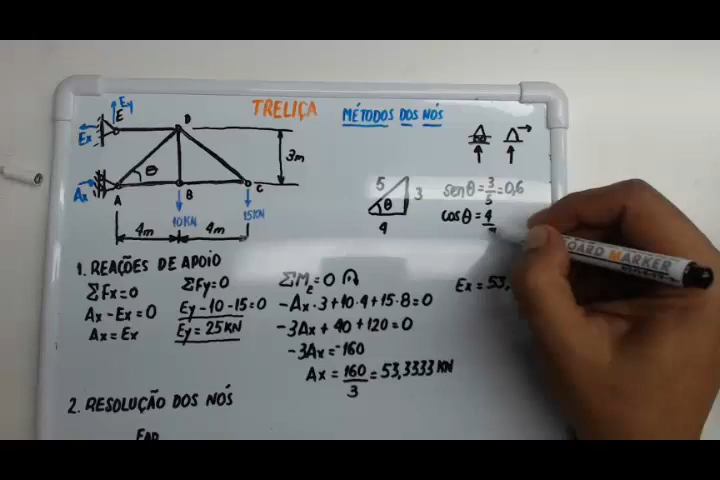 TRELIÇA
MÉTODOS DOS NÓS
Ey
E
D
Ex
θ
3m
Ax
A
B
C
10KN
15KN
4m
4m
5
3
θ
4
senθ = 3/5 = 0,6
cosθ = 4/
BOARD MARKER
1. REAÇÕES DE APOIO
ΣFx=0
Ax - Ex = 0
Ax = Ex
ΣFy=0
Ey - 10 - 15 = 0
Ey = 25 KN
ΣM_E = 0
-Ax·3 + 10·4 + 15·8 = 0
-3Ax + 40 + 120 = 0
-3Ax = -160
Ax = 160/3 = 53,3333 KN
Ex = 53,
2. RESOLUÇÃO DOS NÓS